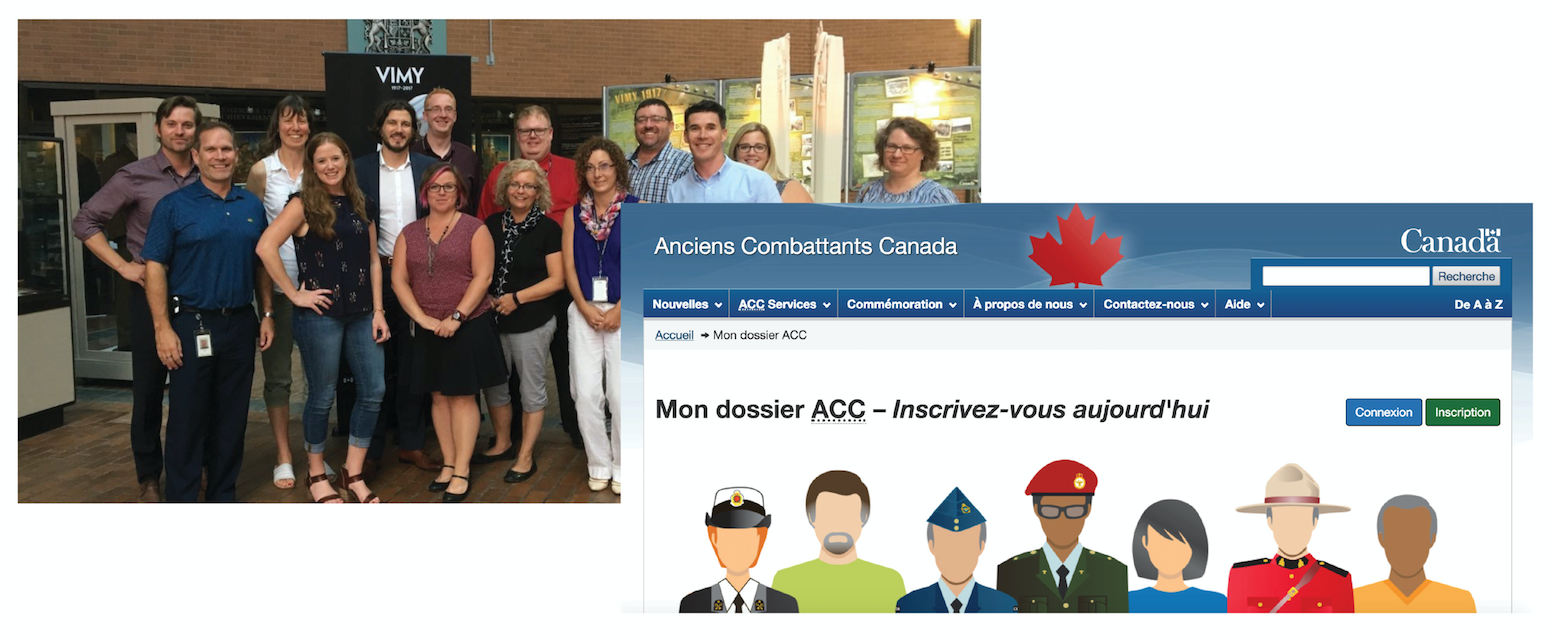 VIMY
1917-2017
VIMY 1917
Anciens Combattants Canada
Canada
Recherche
Nouvelles
ACC Services
Commémoration
À propos de nous
Contactez-nous
Aide
De A à Z
Accueil → Mon dossier ACC
Mon dossier ACC – Inscrivez-vous aujourd'hui
Connexion
Inscription